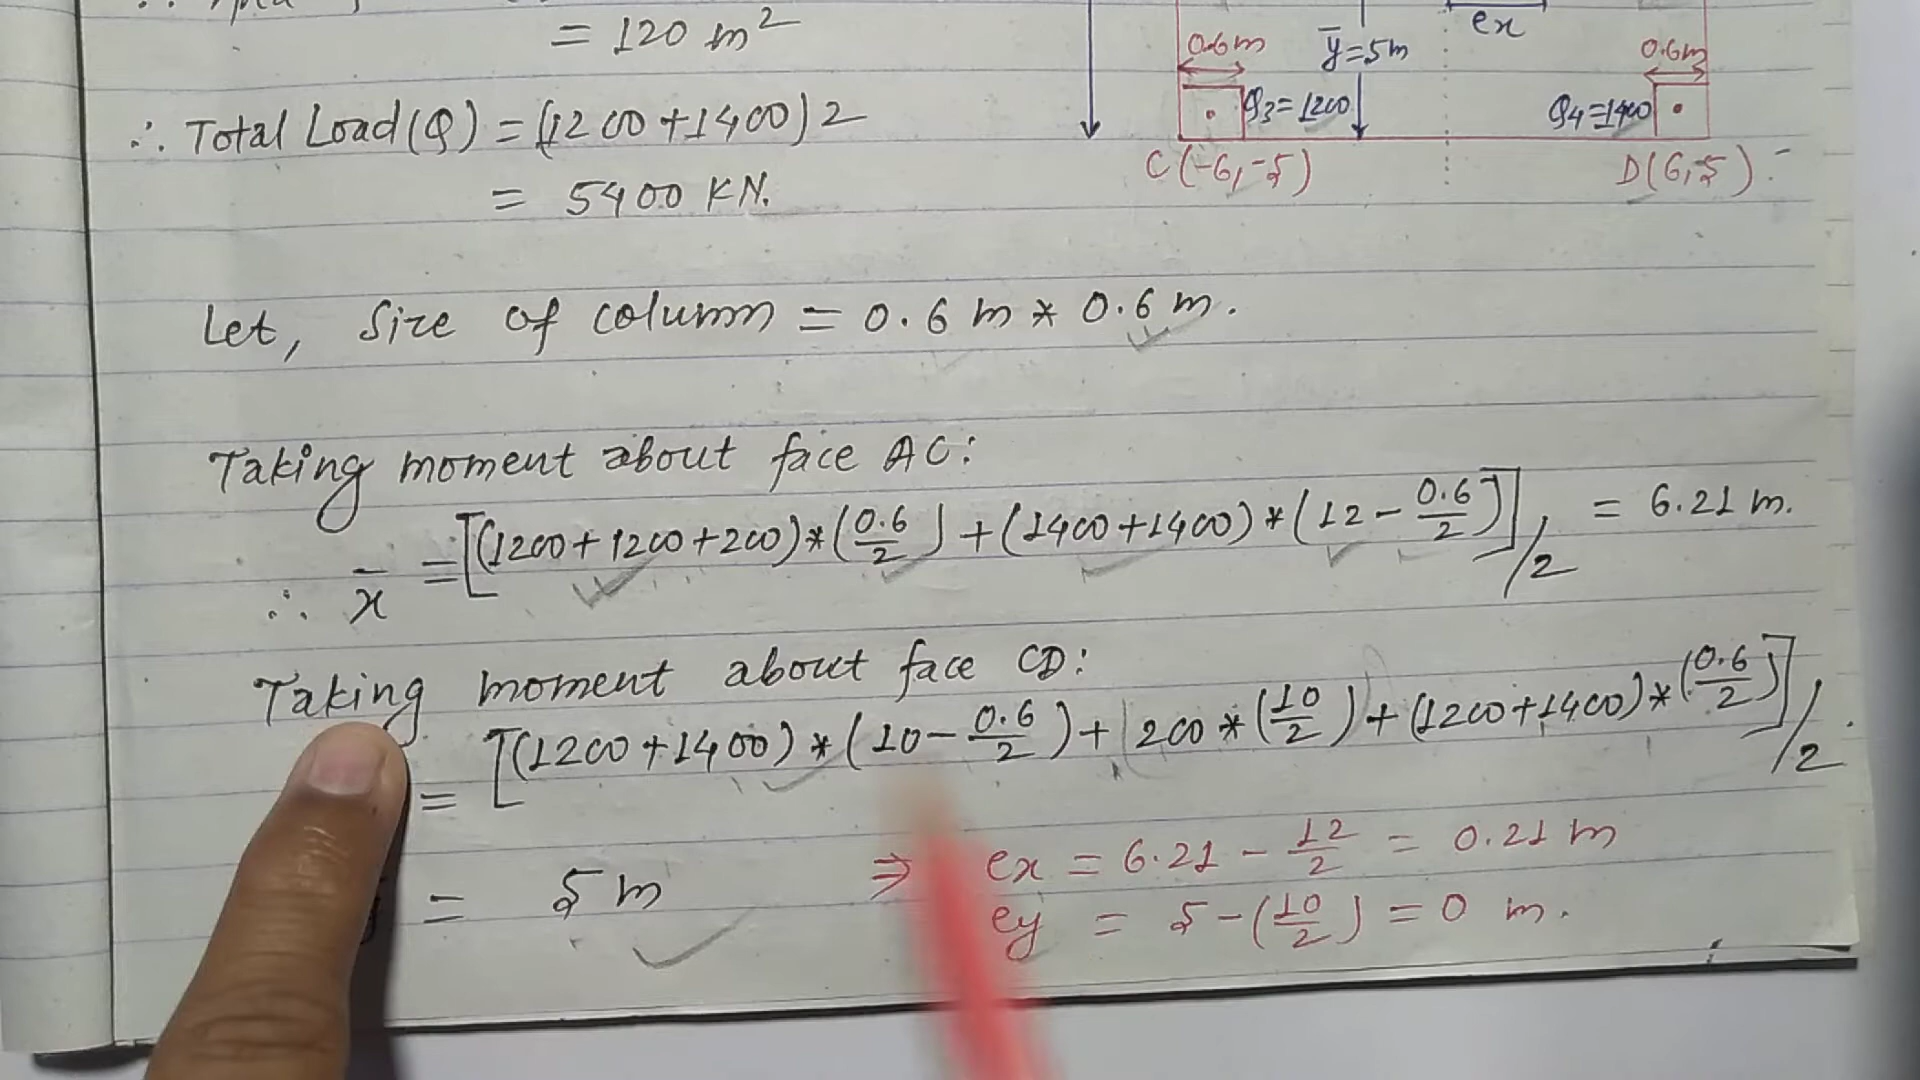 = 120 m²
∴ Total Load (Q) = (1200+1400) 2
= 5400 KN.
ex
0.6m
y̅ = 5m
0.6m
Q3=1200
Q4=1400
C(-6,-5)
D(6,-5)
Let, Size of column = 0.6 m * 0.6 m.
Taking moment about face AC:
∴ x̅ = [(1200+1200+200)*(0.6/2)+(1400+1400)*(12-0.6/2)]/2 = 6.21 m.
Taking moment about face CD:
= [(1200+1400)*(10-0.6/2)+200*(10/2)+(1200+1400)*(0.6/2)]/2.
= 5m
⇒ ex = 6.21 - 12/2 = 0.21 m
ey = 5-(10/2) = 0 m.